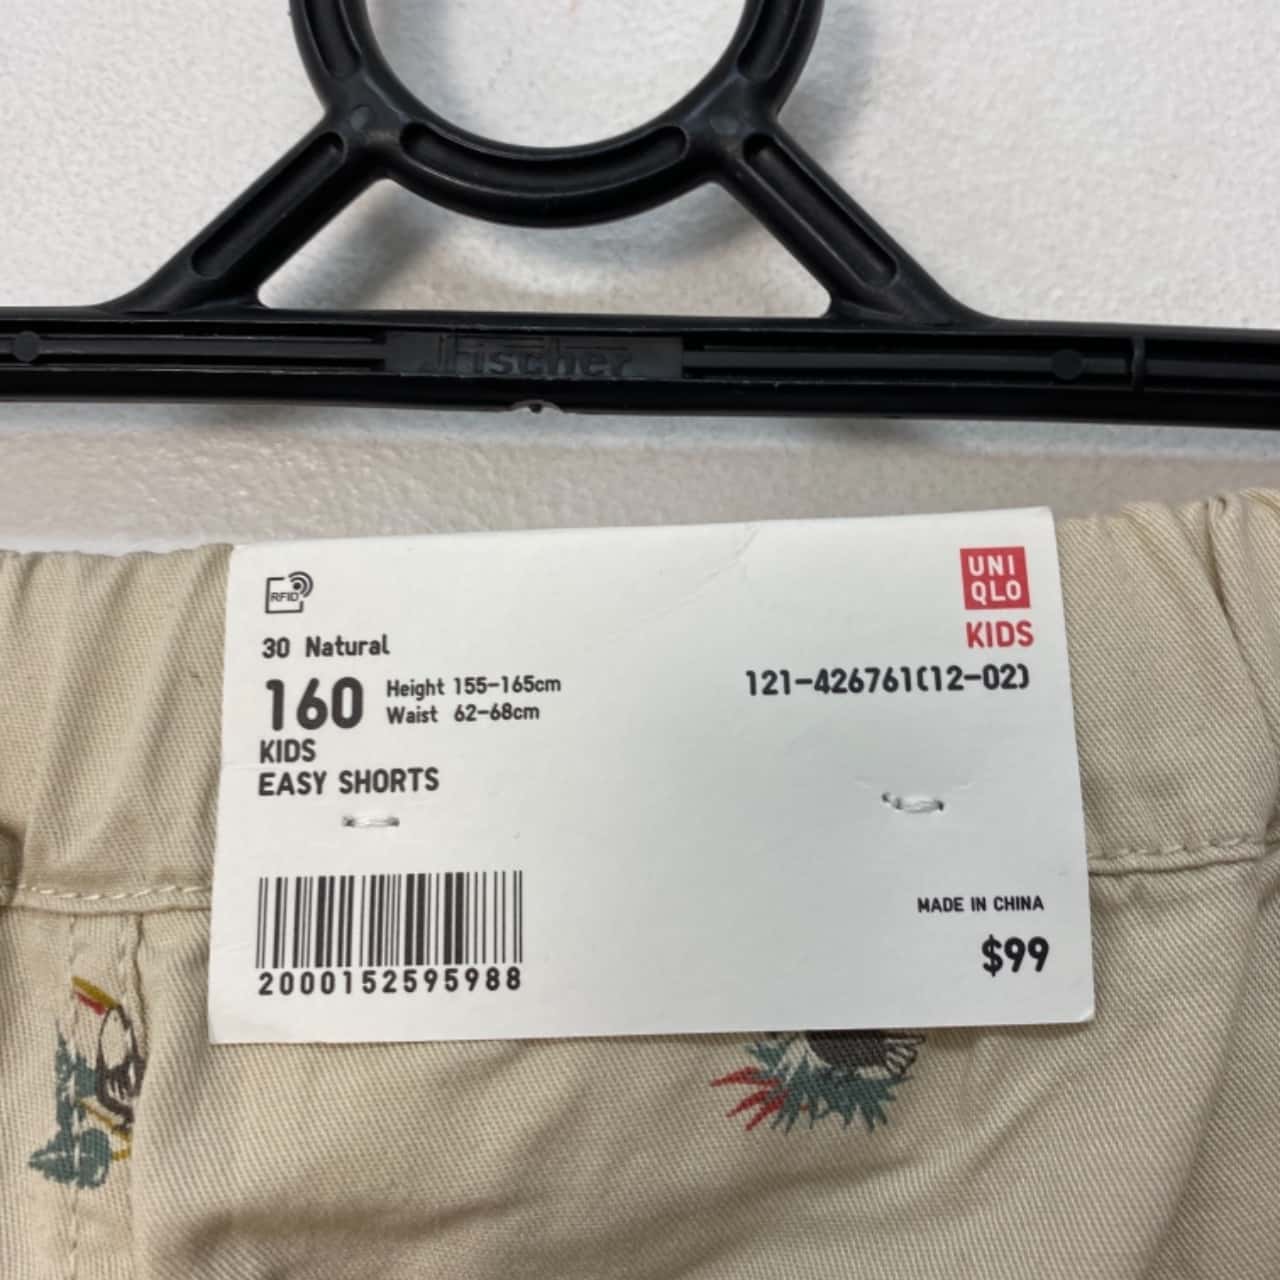 Fischer
RFID
UNI
QLO
KIDS
30 Natural
160
Height 155-165cm
Waist 62-68cm
121-426761(12-02)
KIDS
EASY SHORTS
2000152595988
MADE IN CHINA
$99